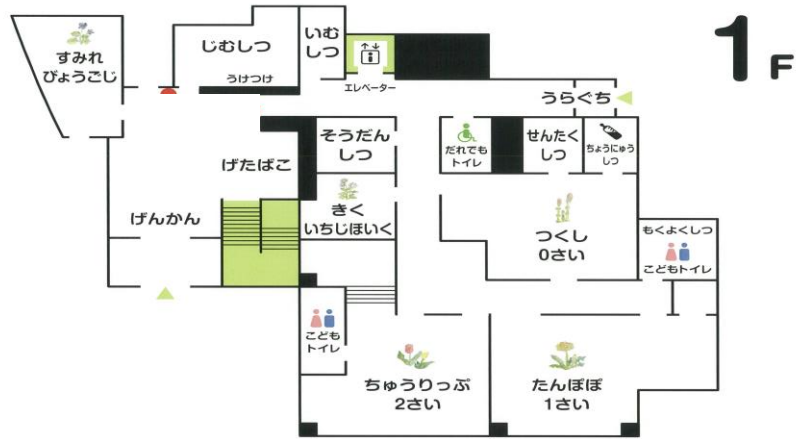 1F
すみれ
びょうごじ
じむしつ
うけつけ
いむ
しつ
エレベーター
うらぐち
そうだん
しつ
だれでも
トイレ
せんたく
しつ
ちょうにゅう
しつ
げたばこ
げんかん
きく
いちじほいく
つくし
0さい
もくよくしつ
こどもトイレ
こども
トイレ
ちゅうりっぷ
2さい
たんぽぽ
1さい